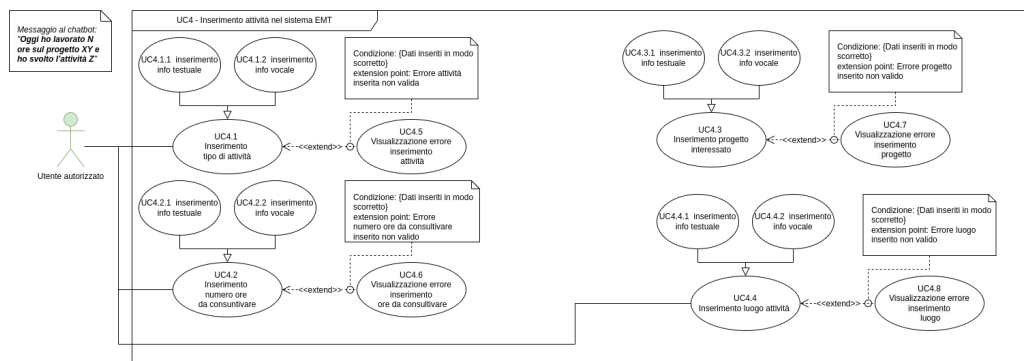 Messaggio al chatbot:
"Oggi ho lavorato N
ore sul progetto XY e
ho svolto l'attività Z"
UC4 - Inserimento attività nel sistema EMT
UC4.1.1 inserimento
info testuale
UC4.1.2 inserimento
info vocale
Condizione: {Dati inseriti in modo
scorretto}
extension point: Errore attività
inserita non valida
UC4.1
Inserimento
tipo di attività
<<extend>>
UC4.5
Visualizzazione errore
inserimento
attività
Utente autorizzato
UC4.2.1 inserimento
info testuale
UC4.2.2 inserimento
info vocale
Condizione: {Dati inseriti in modo
scorretto}
extension point: Errore
numero ore da consultivare
inserito non valido
UC4.2
Inserimento
numero ore
da consuntivare
<<extend>>
UC4.6
Visualizzazione errore
inserimento
ore da consultivare
UC4.3.1 inserimento
info testuale
UC4.3.2 inserimento
info vocale
Condizione: {Dati inseriti in modo
scorretto}
extension point: Errore progetto
inserito non valido
UC4.3
Inserimento progetto
interessato
<<extend>>
UC4.7
Visualizzazione errore
inserimento
progetto
UC4.4.1 inserimento
info testuale
UC4.4.2 inserimento
info vocale
Condizione: {Dati inseriti in modo
scorretto}
extension point: Errore luogo
inserito non valido
UC4.4
Inserimento luogo attività
<<extend>>
UC4.8
Visualizzazione errore
inserimento
luogo